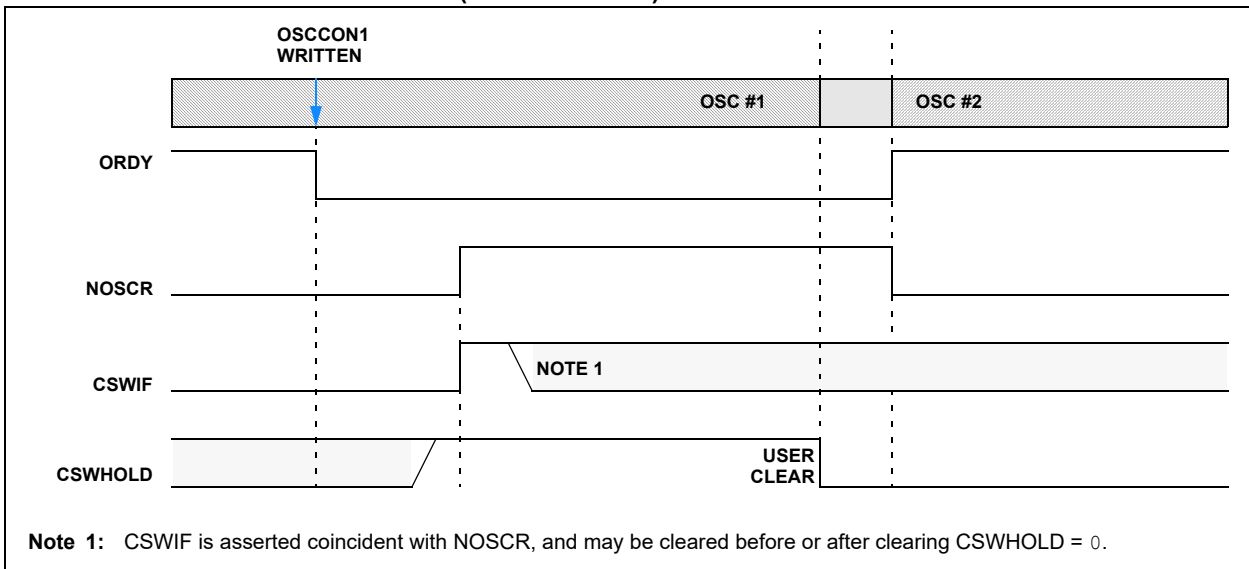 OSCCON1
WRITTEN
OSC #1
OSC #2
ORDY
NOSCR
NOTE 1
CSWIF
USER
CLEAR
CSWHOLD
Note 1: CSWIF is asserted coincident with NOSCR, and may be cleared before or after clearing CSWHOLD = 0.